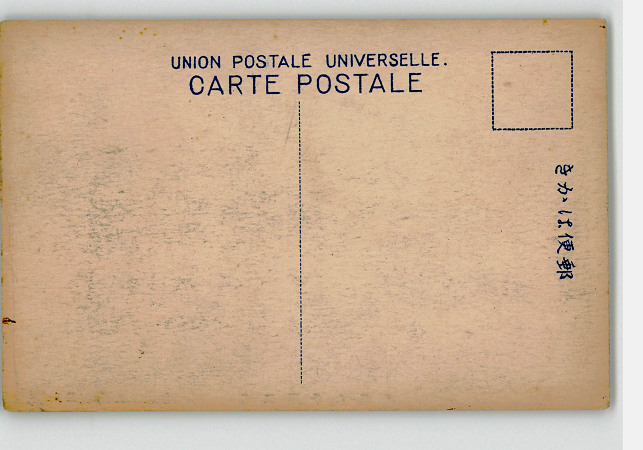 UNION POSTALE UNIVERSELLE.
CARTE POSTALE
きかは便郵